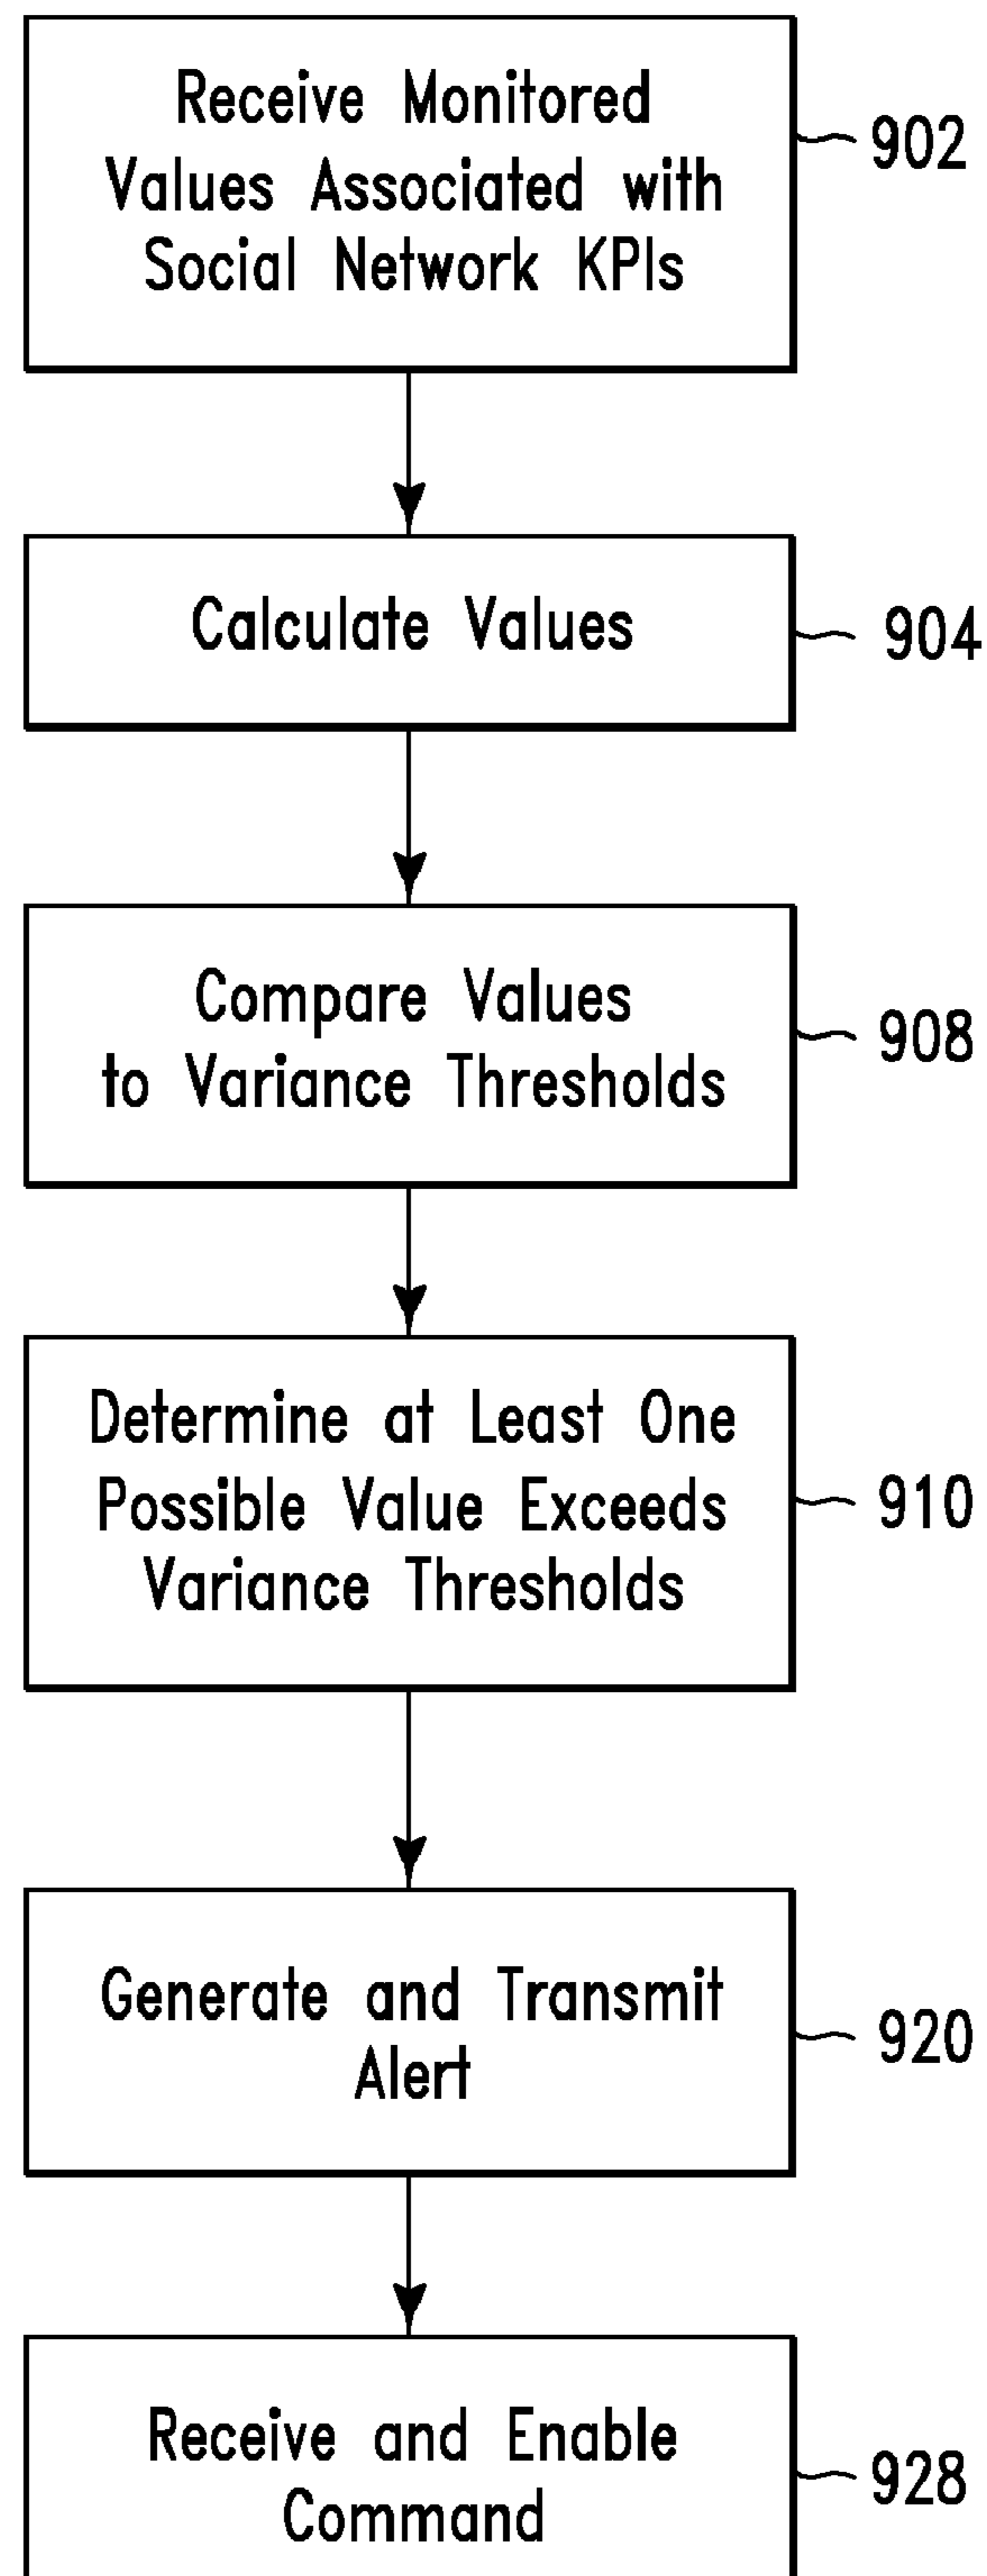 Receive Monitored
Values Associated with
Social Network KPIs
902
Calculate Values
904
Compare Values
to Variance Thresholds
908
Determine at Least One
Possible Value Exceeds
Variance Thresholds
910
Generate and Transmit
Alert
920
Receive and Enable
Command
928